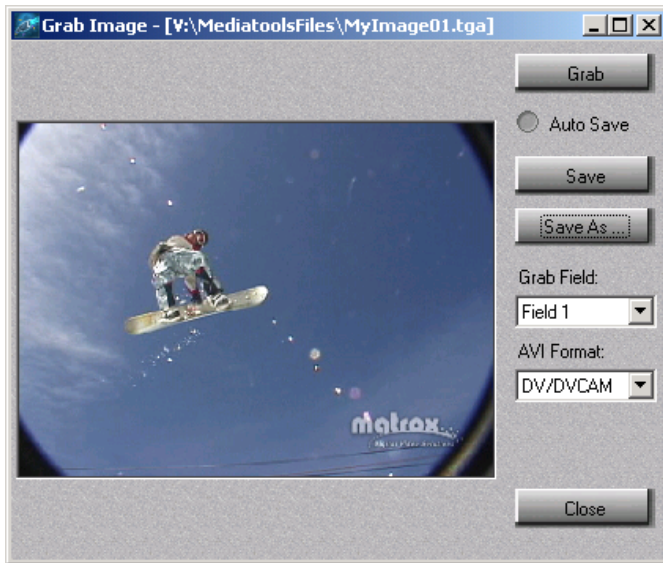 Grab Image - [V:\MediatoolsFiles\MyImage01.tga]
Grab
Auto Save
Save
Save As ...
Grab Field:
Field 1
AVI Format:
DV/DVCAM
matrox
Close